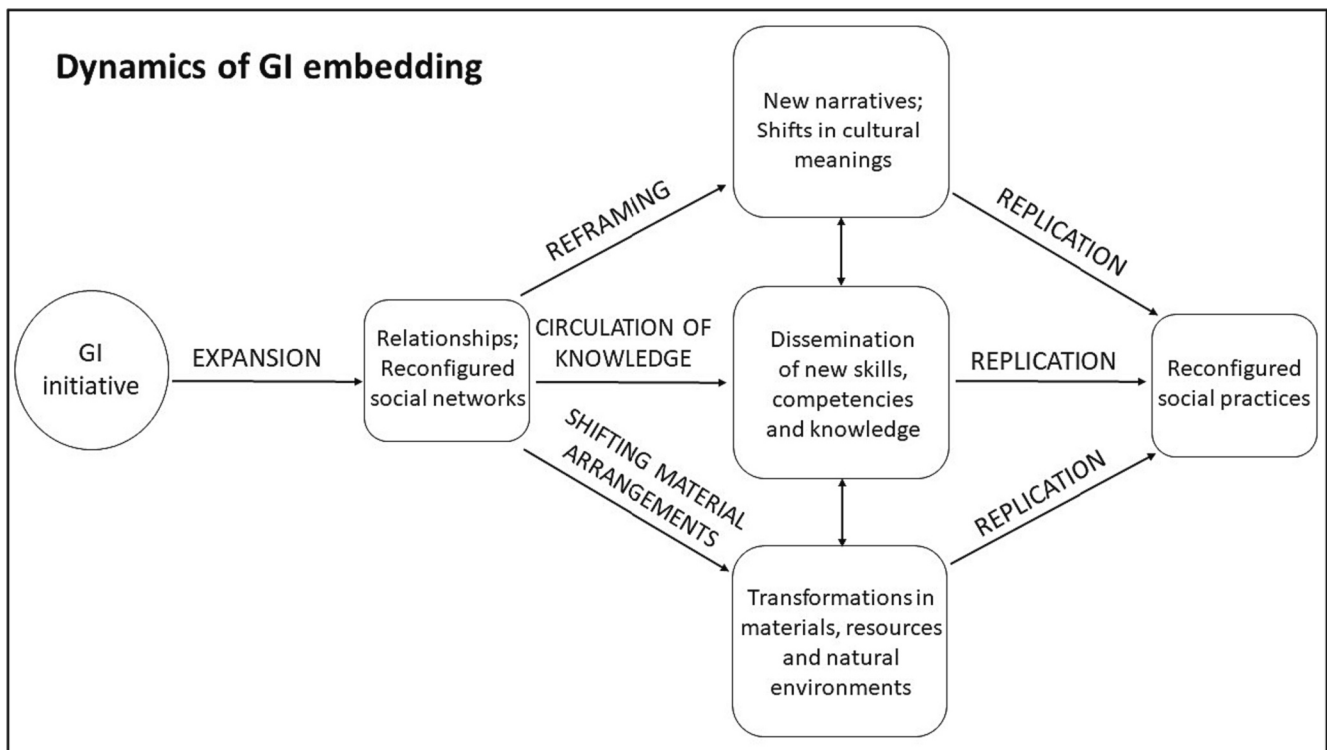 Dynamics of GI embedding
New narratives;
Shifts in cultural
meanings
REFRAMING
REPLICATION
GI
initiative
EXPANSION
Relationships;
Reconfigured
social networks
CIRCULATION OF
KNOWLEDGE
Dissemination
of new skills,
competencies
and knowledge
REPLICATION
Reconfigured
social practices
SHIFTING MATERIAL
ARRANGEMENTS
REPLICATION
Transformations in
materials, resources
and natural
environments